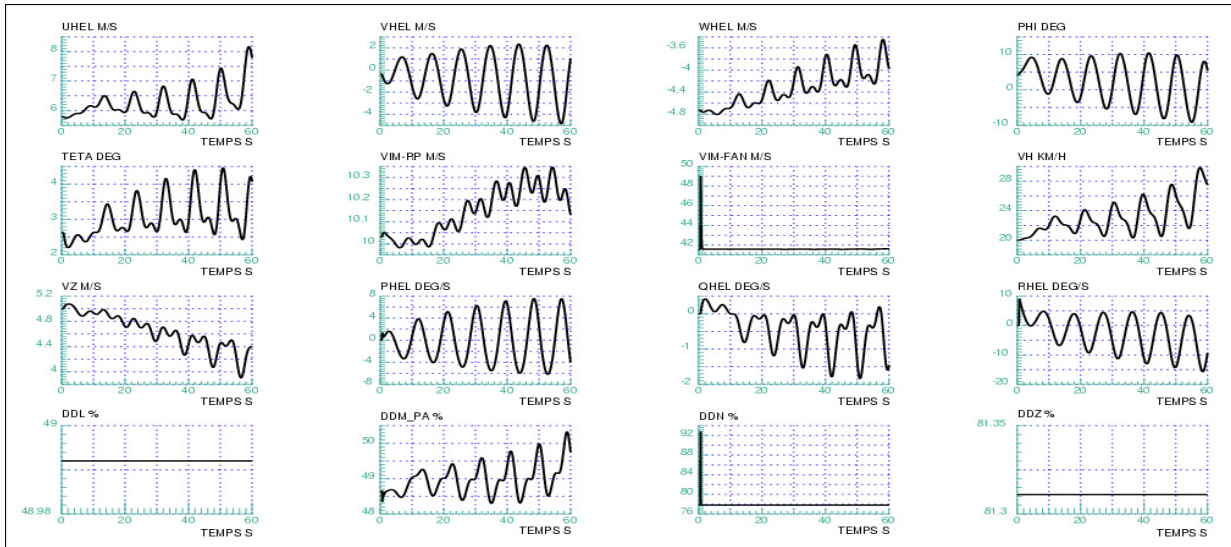 UHEL M/S VHEL M/S WHEL M/S PHI DEG
8 7 6
2 0 -2 -4
-3.6 -4 -4.4 -4.8
10 0 -10
0 20 40 60 0 20 40 60 0 20 40 60 0 20 40 60
TEMPS S TEMPS S TEMPS S TEMPS S
TETA DEG VIM-RP M/S VIM-FAN M/S VH KM/H
4 3 2
10.3 10.2 10.1 10
50 48 46 44 42
28 24 20
0 20 40 60 0 20 40 60 0 20 40 60 0 20 40 60
TEMPS S TEMPS S TEMPS S TEMPS S
VZ M/S PHEL DEG/S QHEL DEG/S RHEL DEG/S
5.2 4.8 4.4 4
8 4 0 -4 -8
0 -1 -2
10 0 -10 -20
0 20 40 60 0 20 40 60 0 20 40 60 0 20 40 60
TEMPS S TEMPS S TEMPS S TEMPS S
DDL % DDM_PA % DDN % DDZ %
49 48.98
50 49 48
92 88 84 80 76
81.35 81.3
0 20 40 60 0 20 40 60 0 20 40 60 0 20 40 60
TEMPS S TEMPS S TEMPS S TEMPS S